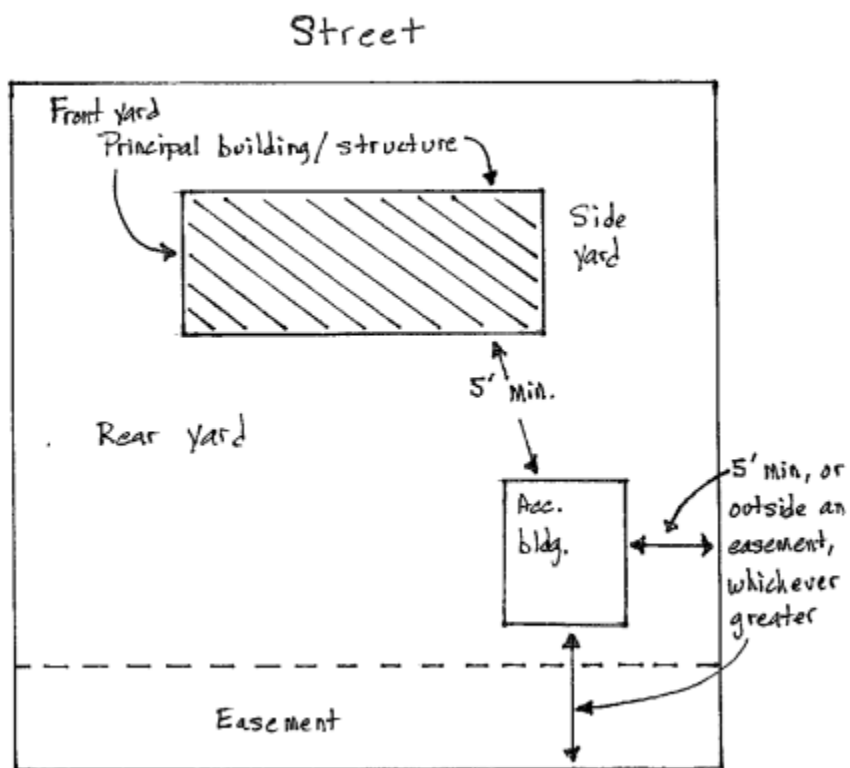 Street
Front yard
Principal building/structure
Side
yard
5' min.
Rear yard
Acc.
bldg.
5' min, or
outside an
easement,
whichever
greater
Easement